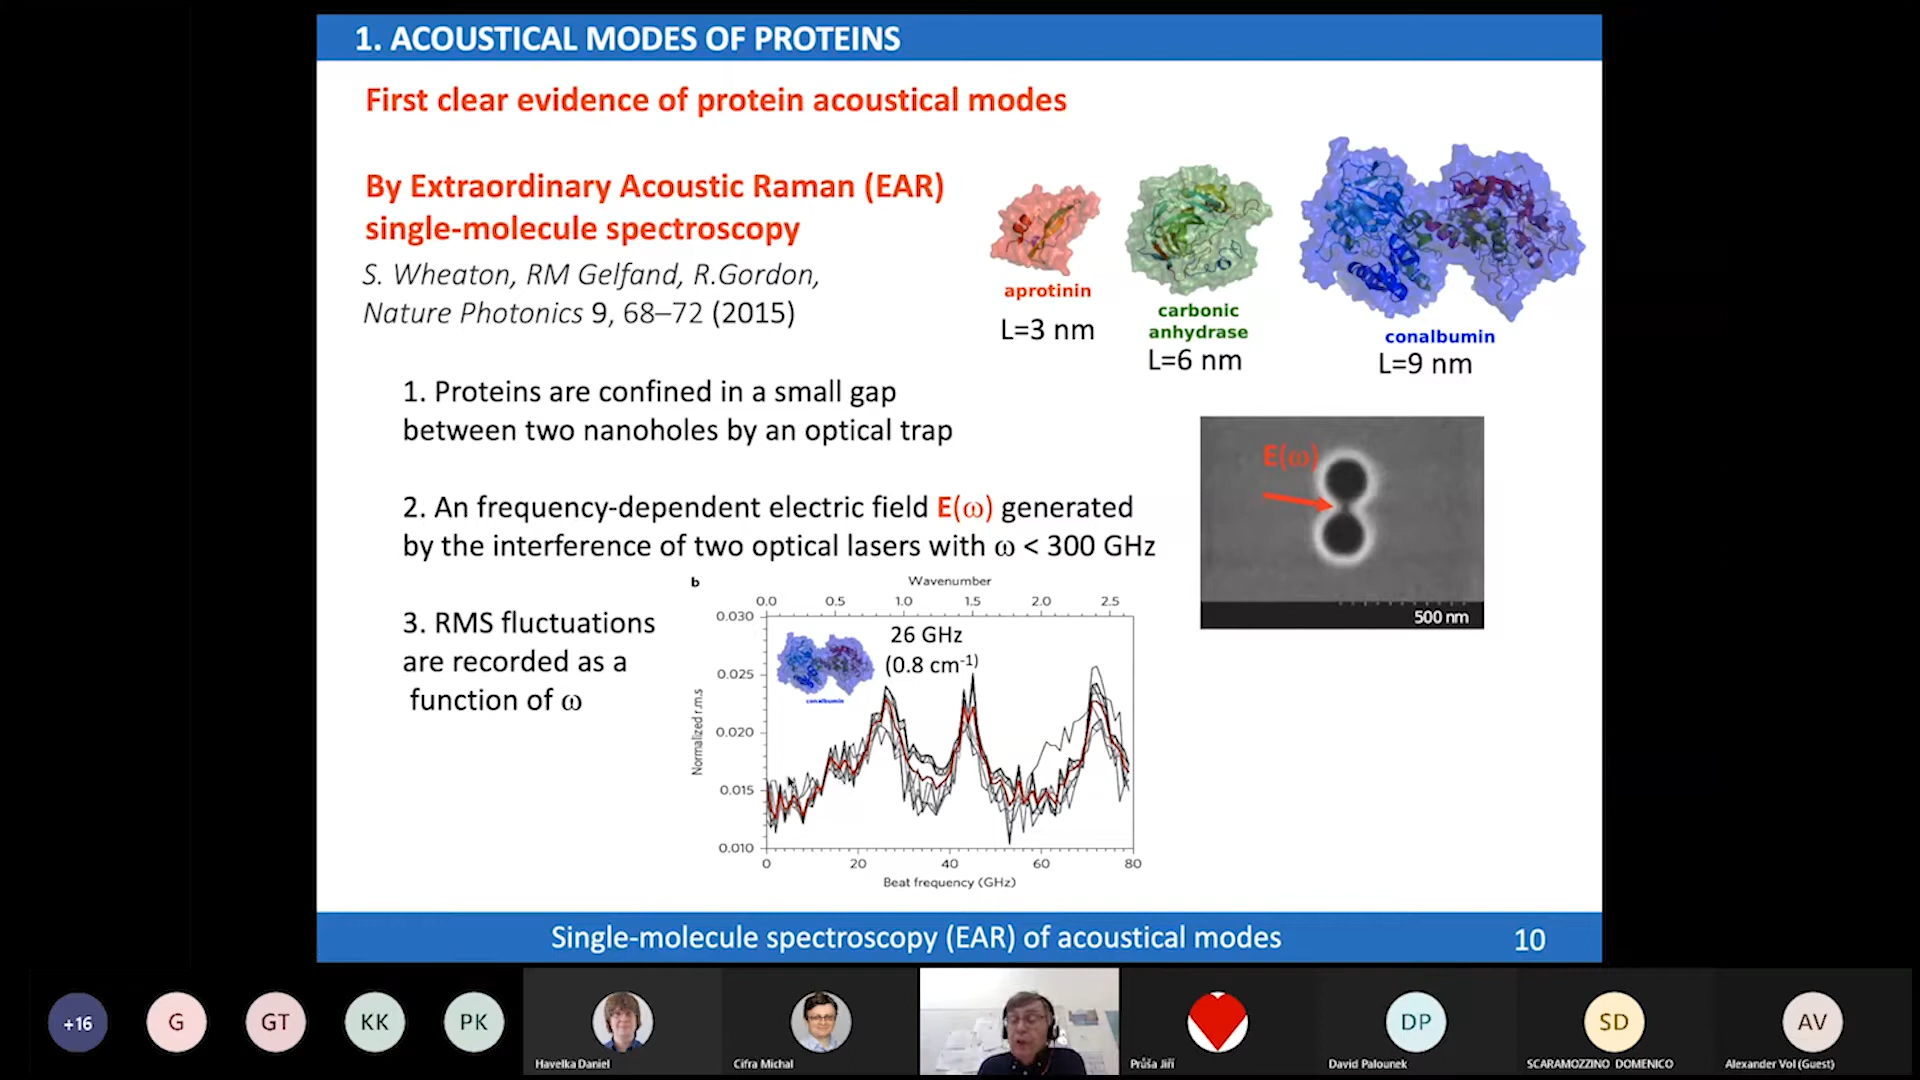 1. ACOUSTICAL MODES OF PROTEINS
First clear evidence of protein acoustical modes
By Extraordinary Acoustic Raman (EAR)
single-molecule spectroscopy
S. Wheaton, RM Gelfand, R.Gordon,
Nature Photonics 9, 68–72 (2015)
aprotinin
L=3 nm
carbonic
anhydrase
L=6 nm
conalbumin
L=9 nm
1. Proteins are confined in a small gap
between two nanoholes by an optical trap
2. An frequency-dependent electric field E(ω) generated
by the interference of two optical lasers with ω < 300 GHz
3. RMS fluctuations
are recorded as a
function of ω
E(ω)
500 nm
b
Wavenumber
0.0 0.5 1.0 1.5 2.0 2.5
0.030
0.025
0.020
0.015
0.010
Normalized r.m.s
26 GHz
(0.8 cm-1)
conalbumin
0 20 40 60 80
Beat frequency (GHz)
Single-molecule spectroscopy (EAR) of acoustical modes
10
+16
G
GT
KK
PK
Havelka Daniel
Cifra Michal
Průša Jiří
DP
David Palounek
SD
SCARAMOZZINO DOMENICO
AV
Alexander Vol (Guest)